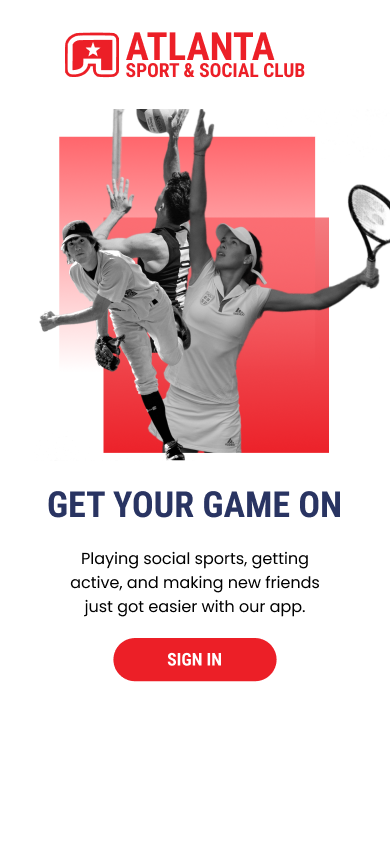 ATLANTA
SPORT & SOCIAL CLUB
GET YOUR GAME ON
Playing social sports, getting
active, and making new friends
just got easier with our app.
SIGN IN